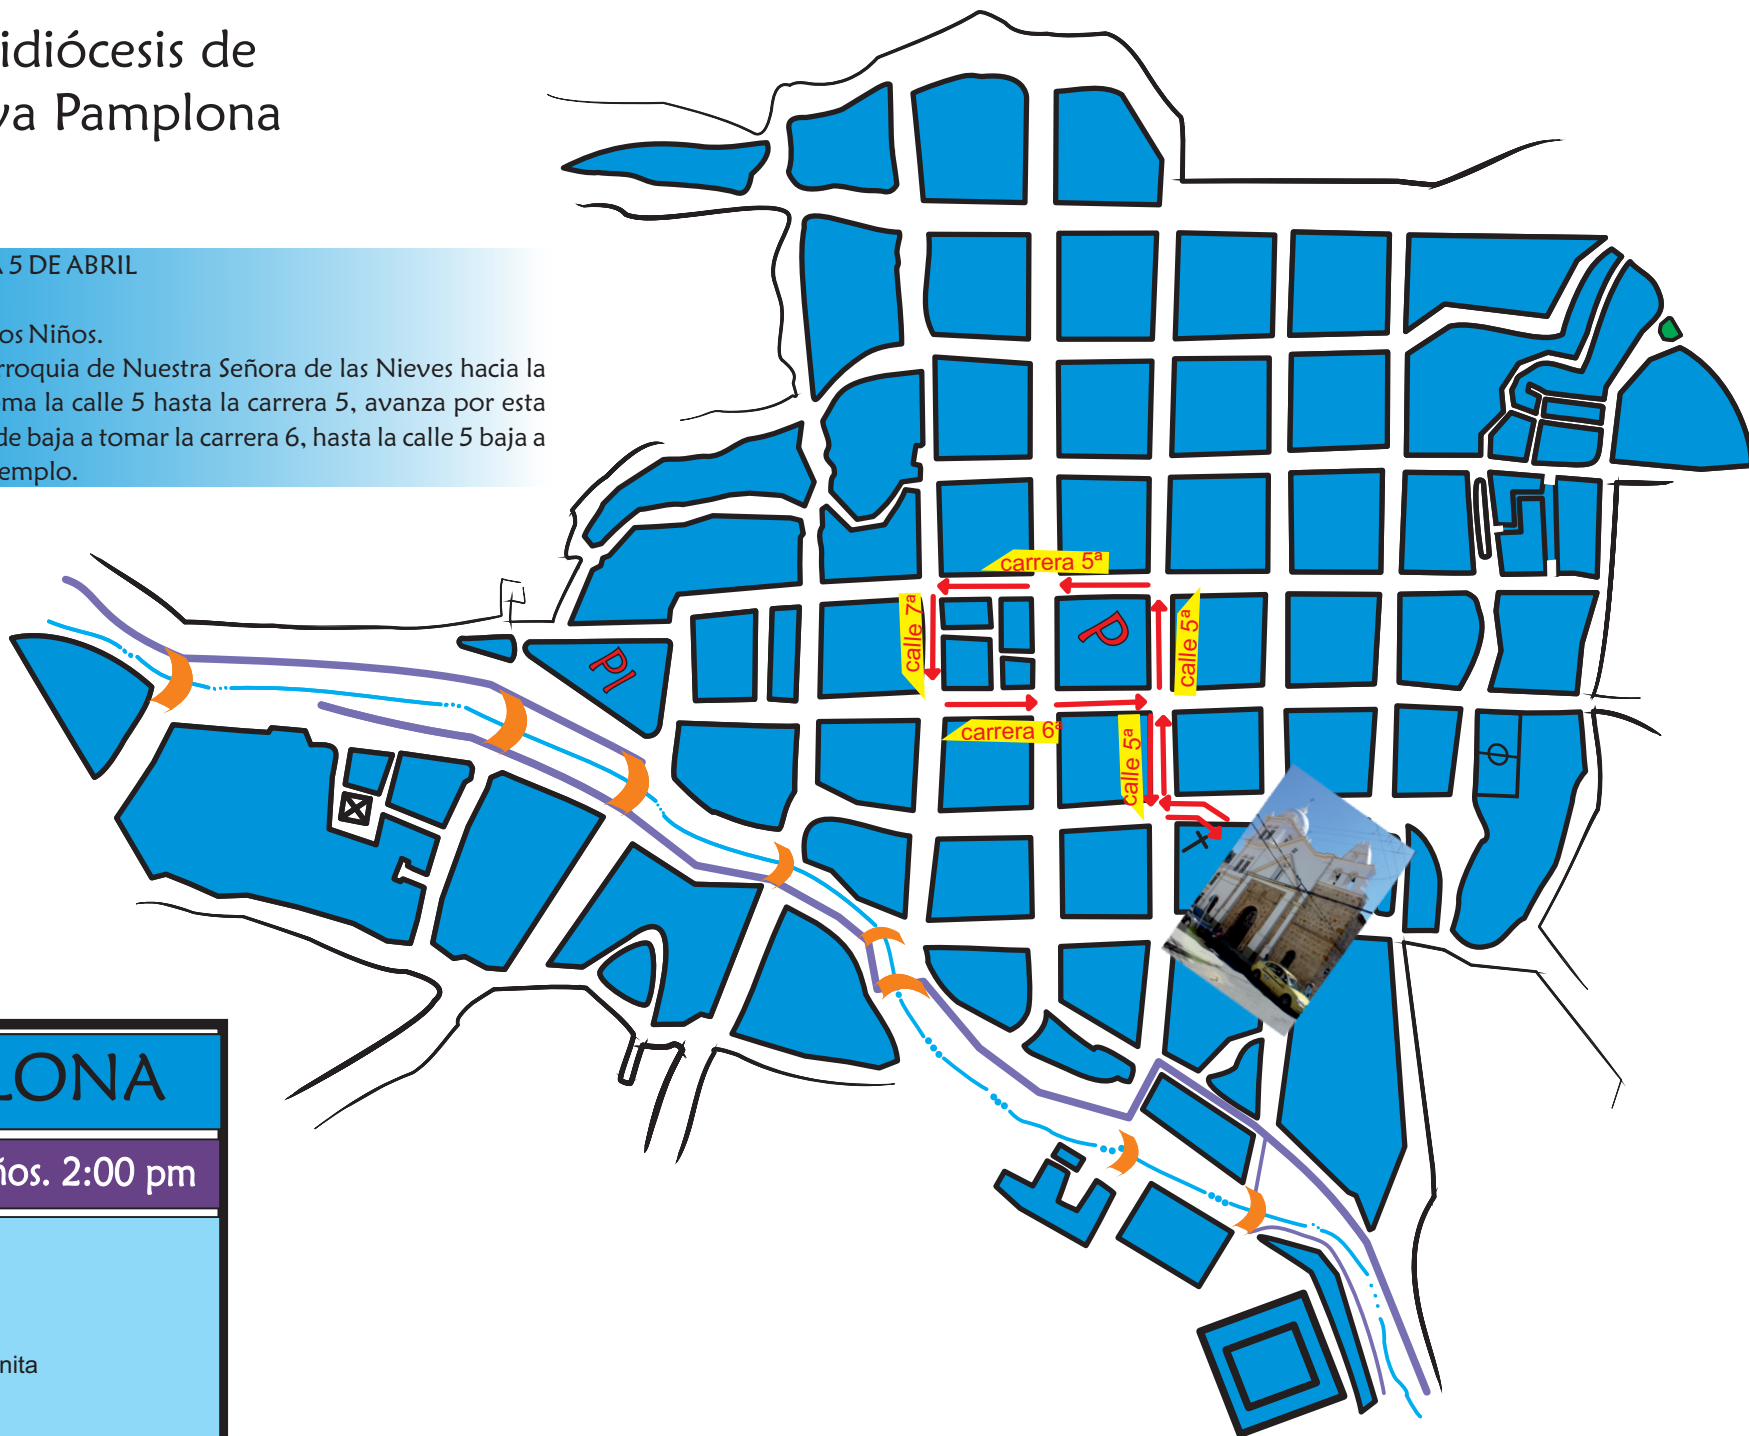 idiócesis de
va Pamplona
A 5 DE ABRIL
os Niños.
rroquia de Nuestra Señora de las Nieves hacia la
ma la calle 5 hasta la carrera 5, avanza por esta
de baja a tomar la carrera 6, hasta la calle 5 baja a
emplo.
carrera 5ª
calle 7ª
P
calle 5ª
PI
carrera 6ª
calle 5ª
LONA
ños. 2:00 pm
nita